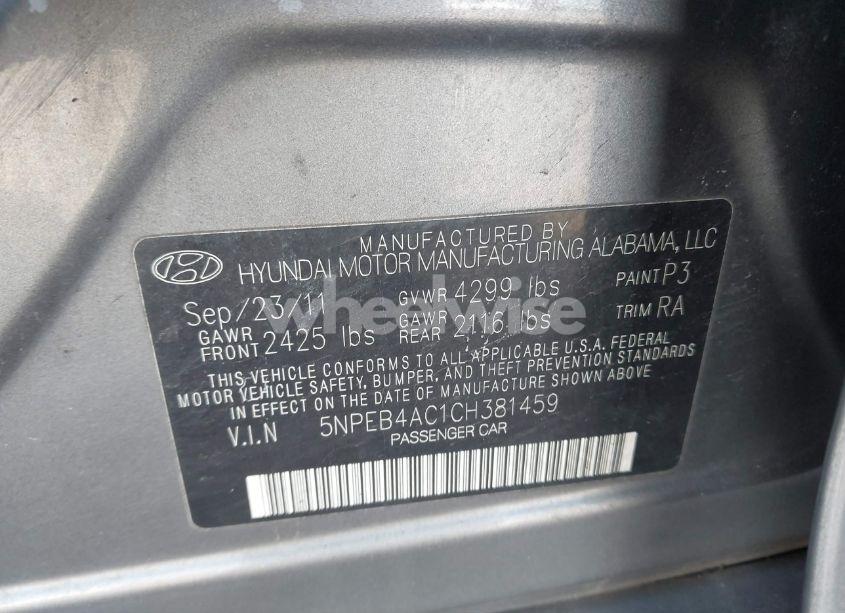 MANUFACTURED BY
HYUNDAI MOTOR MANUFACTURING ALABAMA, LLC
Sep/23/11 GVWR 4299 lbs PAINT P3
GAWR FRONT 2425 lbs GAWR REAR lbs TRIM RA
THIS VEHICLE CONFORMS TO ALL APPLICABLE U.S.A. FEDERAL
MOTOR VEHICLE SAFETY, BUMPER, AND THEFT PREVENTION STANDARDS
IN EFFECT ON THE DATE OF MANUFACTURE SHOWN ABOVE
V.I.N 5NPEB4AC1CH381459
PASSENGER CAR
wheelwise